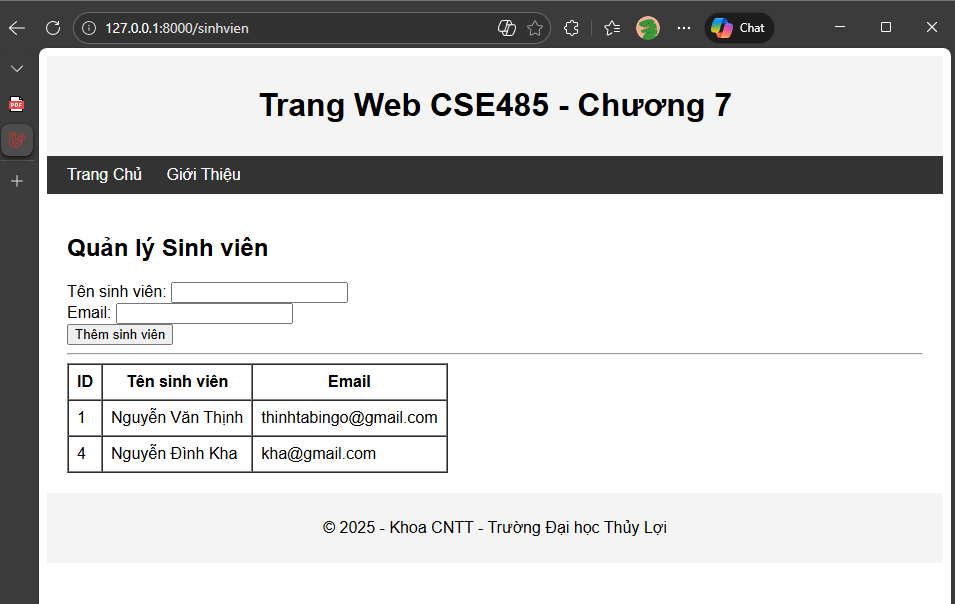 127.0.0.1:8000/sinhvien
Chat
PDF
Trang Web CSE485 - Chương 7
Trang Chủ Giới Thiệu
Quản lý Sinh viên
Tên sinh viên:
Email:
Thêm sinh viên
ID Tên sinh viên Email
1 Nguyễn Văn Thịnh thinhtabingo@gmail.com
4 Nguyễn Đình Kha kha@gmail.com
© 2025 - Khoa CNTT - Trường Đại học Thủy Lợi